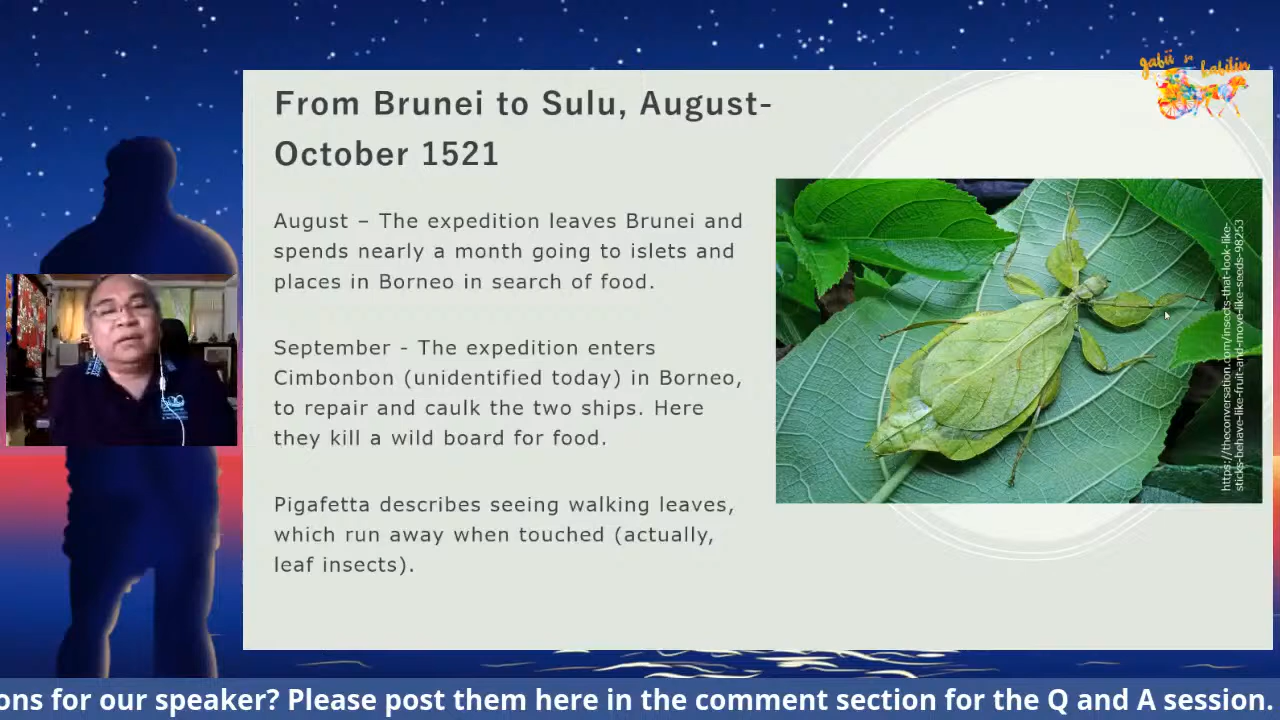 gabii sa kabilin
From Brunei to Sulu, August-
October 1521
August – The expedition leaves Brunei and
spends nearly a month going to islets and
places in Borneo in search of food.
September - The expedition enters
Cimbonbon (unidentified today) in Borneo,
to repair and caulk the two ships. Here
they kill a wild board for food.
Pigafetta describes seeing walking leaves,
which run away when touched (actually,
leaf insects).
https://theconversation.com/insects-that-look-like-
sticks-behave-like-fruit-and-move-like-seeds-98253
ons for our speaker? Please post them here in the comment section for the Q and A session.